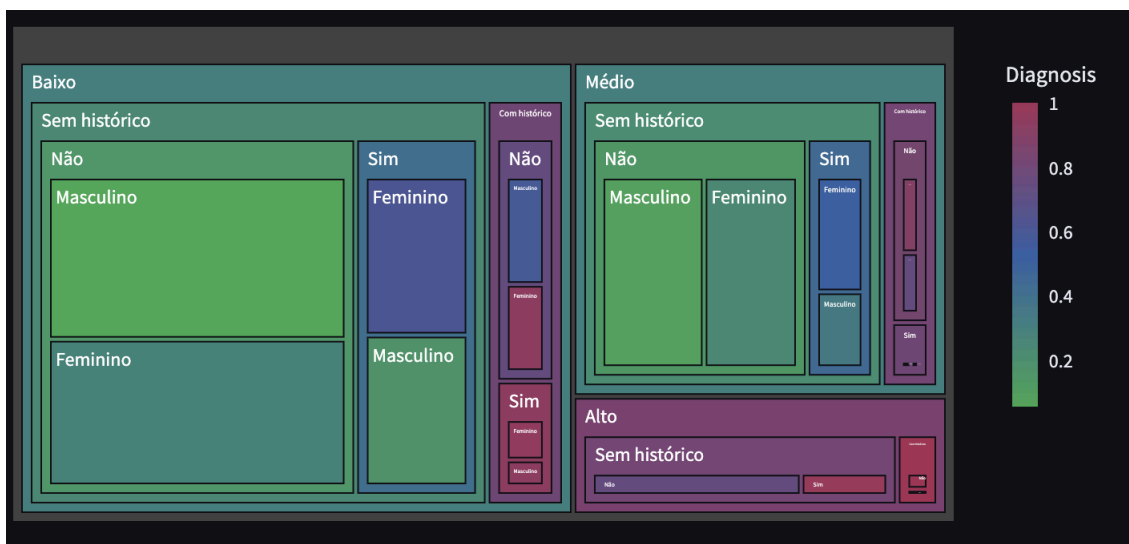 Baixo
Sem histórico
Não
Masculino
Feminino
Sim
Feminino
Masculino
Com histórico
Não
Masculino
Feminino
Sim
Feminino
Masculino
Médio
Sem histórico
Não
Masculino
Feminino
Sim
Feminino
Masculino
Com histórico
Não
Sim
Alto
Sem histórico
Não
Sim
Diagnosis
1
0.8
0.6
0.4
0.2